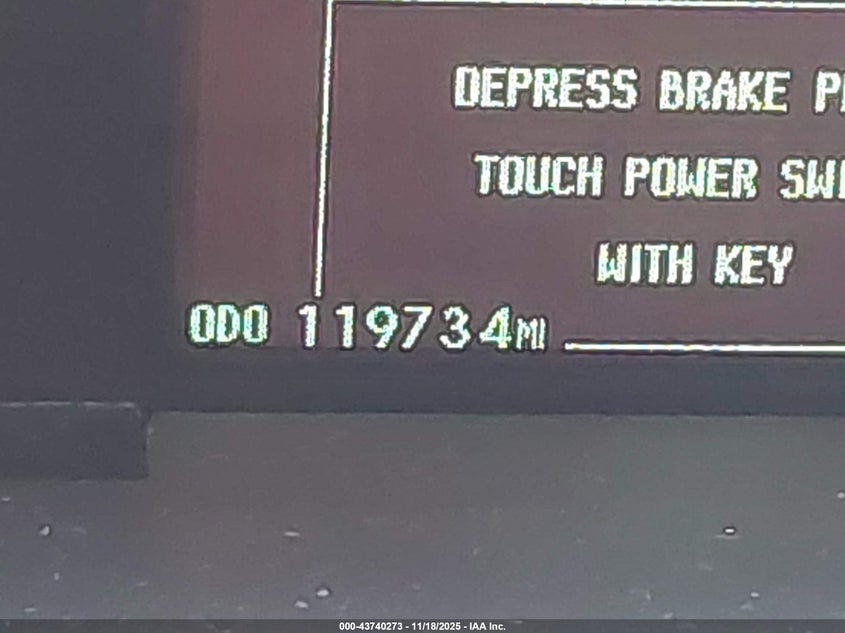 DEPRESS BRAKE
TOUCH POWER
WITH KEY
ODO 119734MI
000-43740273 - 11/18/2025 - IAA Inc.